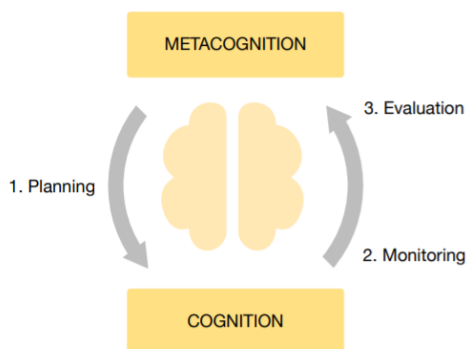 METACOGNITION
3. Evaluation
1. Planning
2. Monitoring
COGNITION